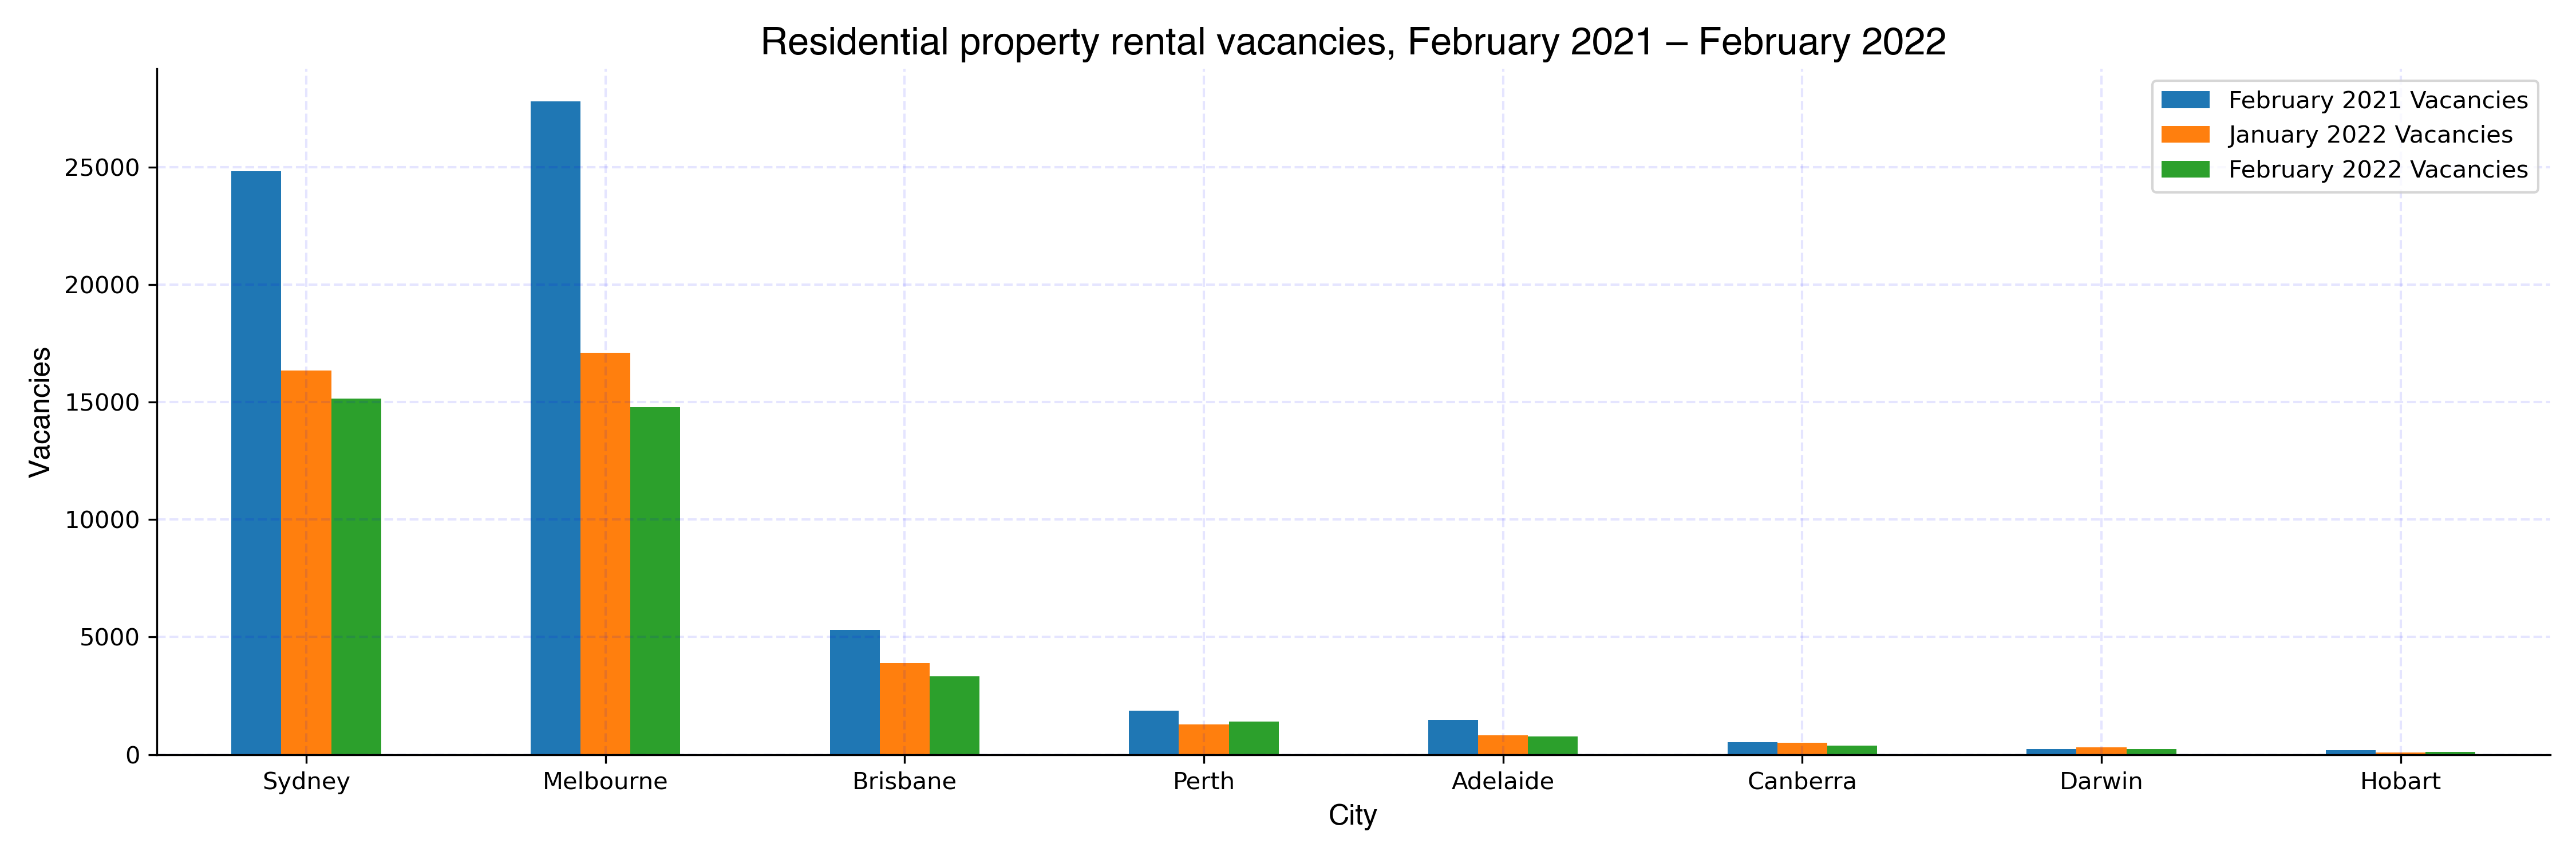 Residential property rental vacancies, February 2021 – February 2022
February 2021 Vacancies
January 2022 Vacancies
February 2022 Vacancies
Vacancies
25000
20000
15000
10000
5000
0
Sydney Melbourne Brisbane Perth Adelaide Canberra Darwin Hobart
City